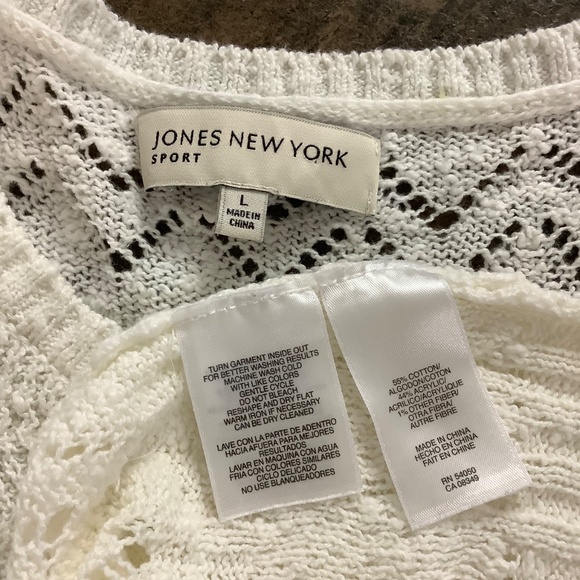 JONES NEW YORK
SPORT
L
MADE IN
CHINA
TURN GARMENT INSIDE OUT
FOR BETTER WASHING RESULTS
MACHINE WASH COLD
WITH LIKE COLORS
GENTLE CYCLE
DO NOT BLEACH
RESHAPE AND DRY FLAT
WARM IRON IF NECESSARY
CAN BE DRY CLEANED
LAVE CON LA PARTE DE ADENTRO
HACIA AFUERA PARA MEJORES
RESULTADOS
LAVAR EN MAQUINA CON AGUA
FRIA CON COLORES SIMILARES
CICLO DELICADO
NO USE BLANQUEADORES
55% COTTON/
ALGODON/COTON
44% ACRYLIC/
ACRILICO/ACRYLIQUE
1% OTHER FIBER/
OTRA FIBRA/
AUTRE FIBRE
MADE IN CHINA
HECHO EN CHINA
FAIT EN CHINE
RN 54050
CA 08349